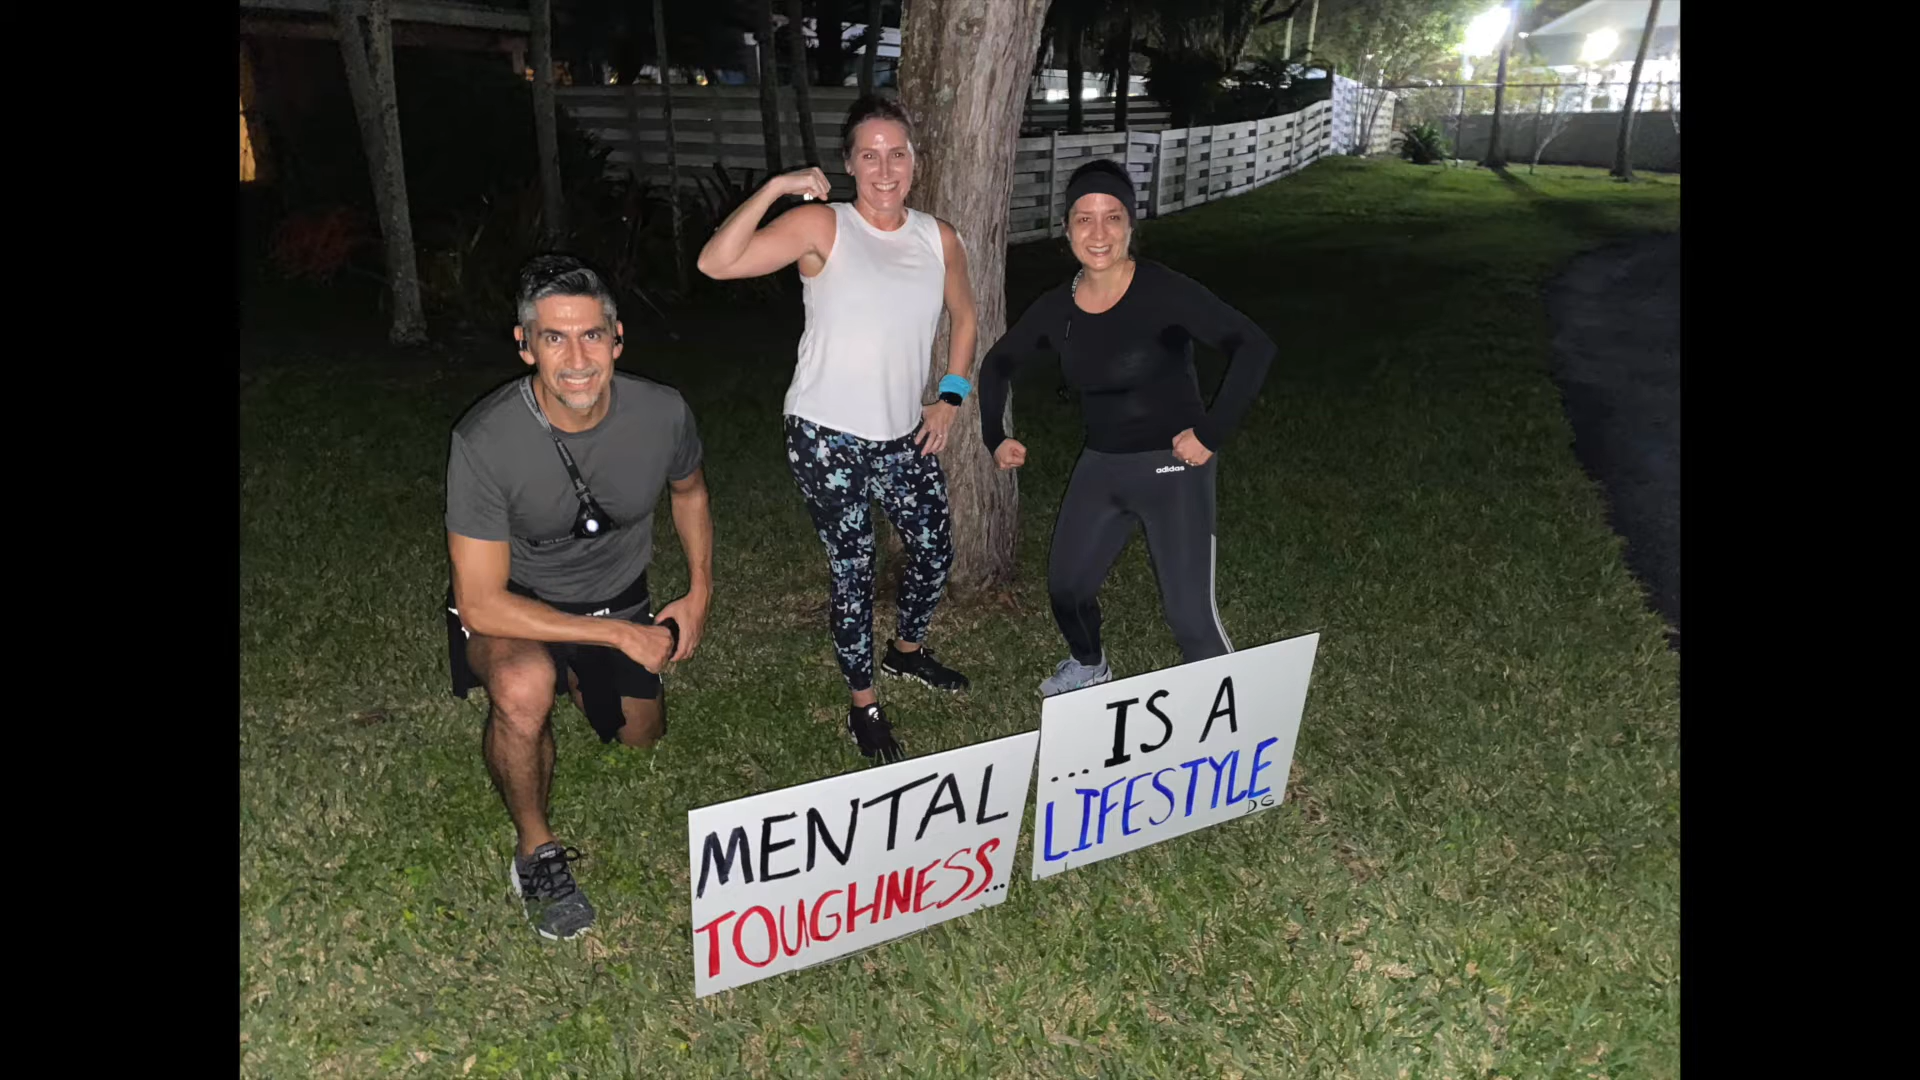 MENTAL
TOUGHNESS...
...IS A
LIFESTYLE
DG
adidas